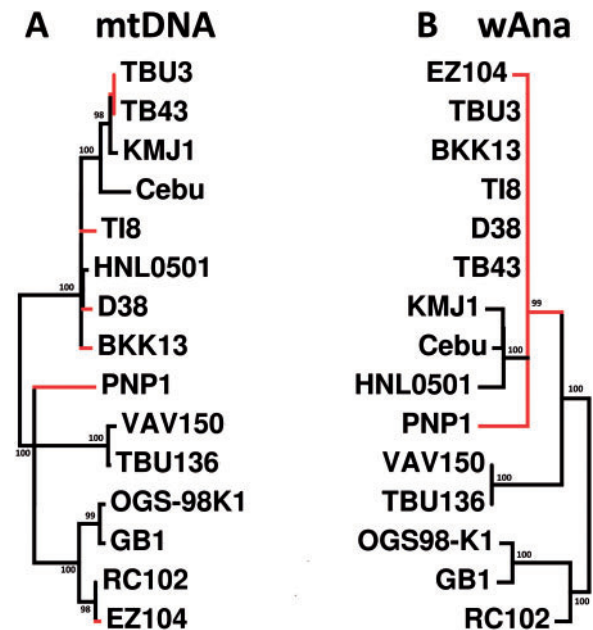 A mtDNA
TBU3
TB43
98
KMJ1
100
Cebu
TI8
HNL0501
100
D38
BKK13
PNP1
VAV150
100
100
TBU136
OGS-98K1
99
GB1
100
RC102
98
EZ104
B wAna
EZ104
TBU3
BKK13
TI8
D38
TB43
KMJ1
99
Cebu
100
HNL0501
100
PNP1
VAV150
100
TBU136
OGS98-K1
100
GB1
100
RC102